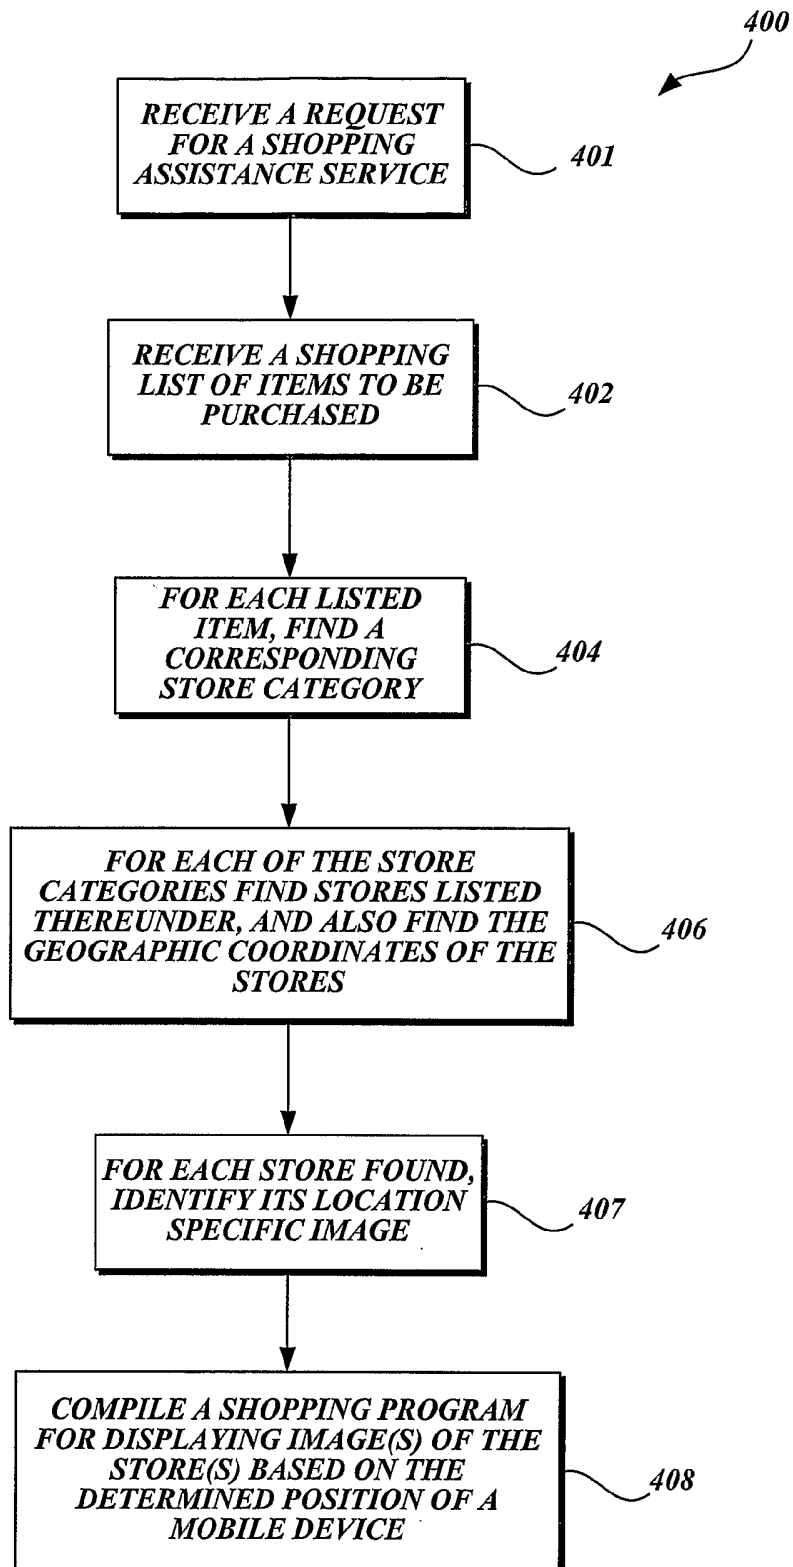 400
RECEIVE A REQUEST
FOR A SHOPPING
ASSISTANCE SERVICE
401
RECEIVE A SHOPPING
LIST OF ITEMS TO BE
PURCHASED
402
FOR EACH LISTED
ITEM, FIND A
CORRESPONDING
STORE CATEGORY
404
FOR EACH OF THE STORE
CATEGORIES FIND STORES LISTED
THEREUNDER, AND ALSO FIND THE
GEOGRAPHIC COORDINATES OF THE
STORES
406
FOR EACH STORE FOUND,
IDENTIFY ITS LOCATION
SPECIFIC IMAGE
407
COMPILE A SHOPPING PROGRAM
FOR DISPLAYING IMAGE(S) OF THE
STORE(S) BASED ON THE
DETERMINED POSITION OF A
MOBILE DEVICE
408